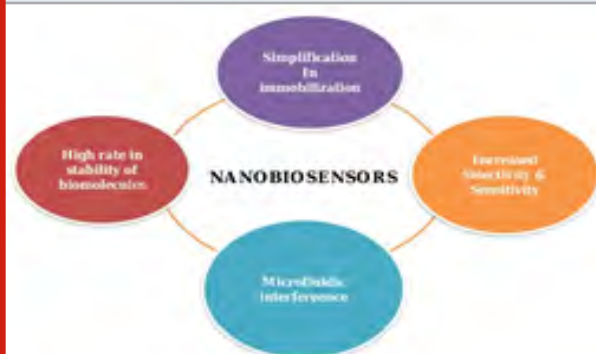 Simplification
In
immobilization
High rate in
stability of
biomolecules
NANOBIOSENSORS
Increased
Selectivity &
Sensitivity
Microfluidic
interference